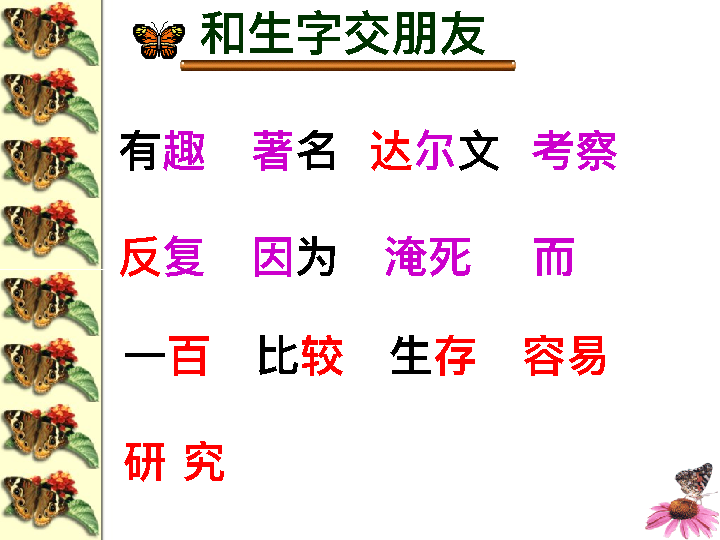 和生字交朋友
有趣 著名 达尔文 考察
反复 因为 淹死 而
一百 比较 生存 容易
研 究